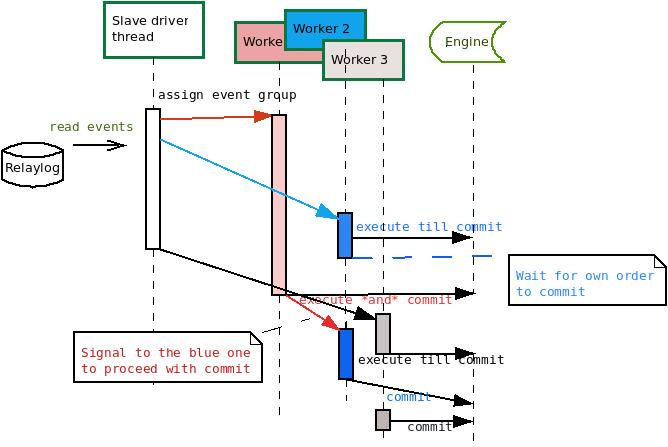 Slave driver
thread
Worke
Worker 2
Worker 3
Engine
assign event group
read events
Relaylog
execute till commit
Wait for own order
to commit
execute *and* commit
Signal to the blue one
to proceed with commit
execute till commit
commit
commit